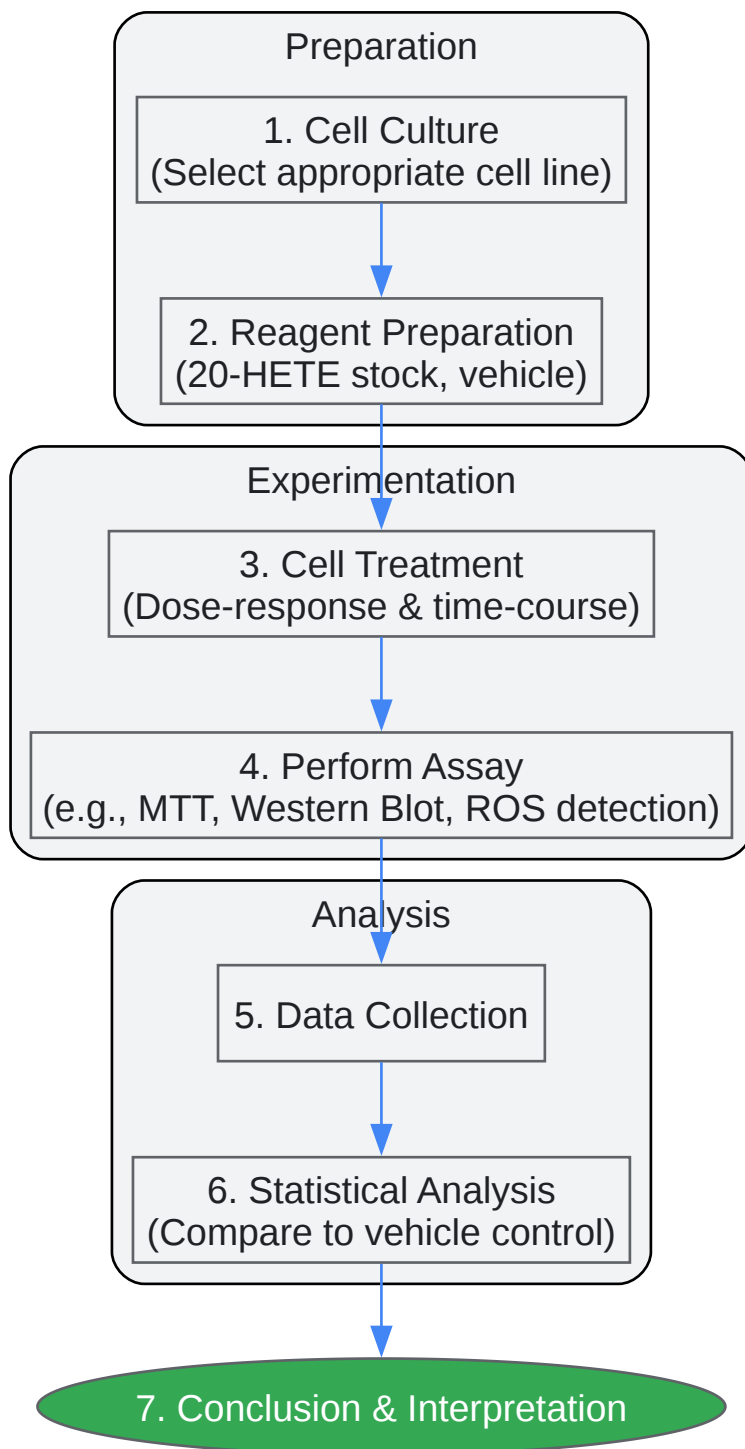 Preparation
1. Cell Culture
(Select appropriate cell line)
2. Reagent Preparation
(20-HETE stock, vehicle)
Experimentation
3. Cell Treatment
(Dose-response & time-course)
4. Perform Assay
(e.g., MTT, Western Blot, ROS detection)
Analysis
5. Data Collection
6. Statistical Analysis
(Compare to vehicle control)
7. Conclusion & Interpretation